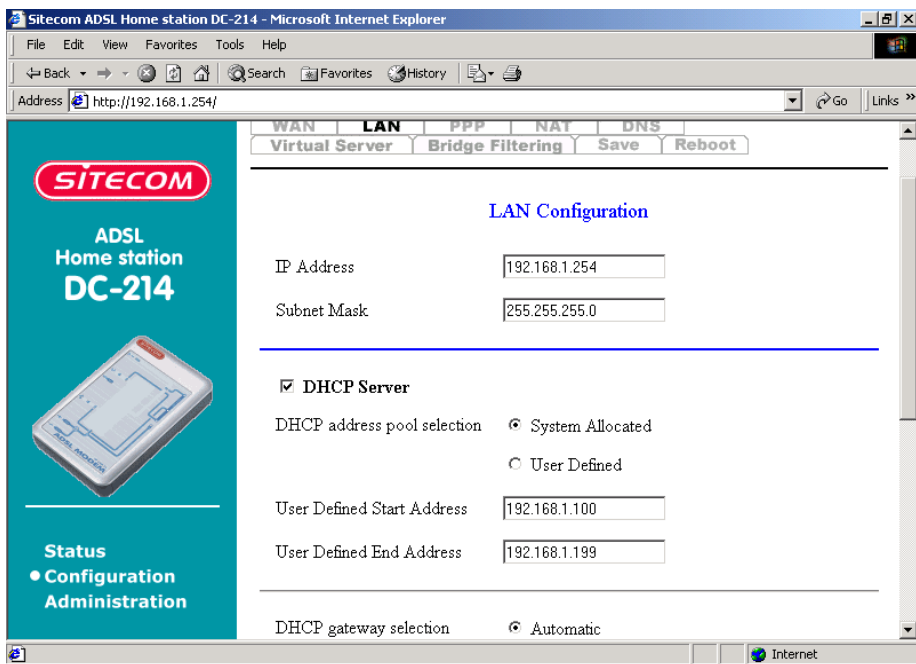 Sitecom ADSL Home station DC-214 - Microsoft Internet Explorer
File Edit View Favorites Tools Help
Back Search Favorites History
Address http://192.168.1.254/ Go Links »
WAN LAN PPP NAT DNS
Virtual Server Bridge Filtering Save Reboot
SITECOM
ADSL
Home station
DC-214
LAN Configuration
IP Address 192.168.1.254
Subnet Mask 255.255.255.0
DHCP Server
DHCP address pool selection System Allocated
User Defined
User Defined Start Address 192.168.1.100
User Defined End Address 192.168.1.199
DHCP gateway selection Automatic
SITECOM
ADSL MODEM
Status
Configuration
Administration
Internet